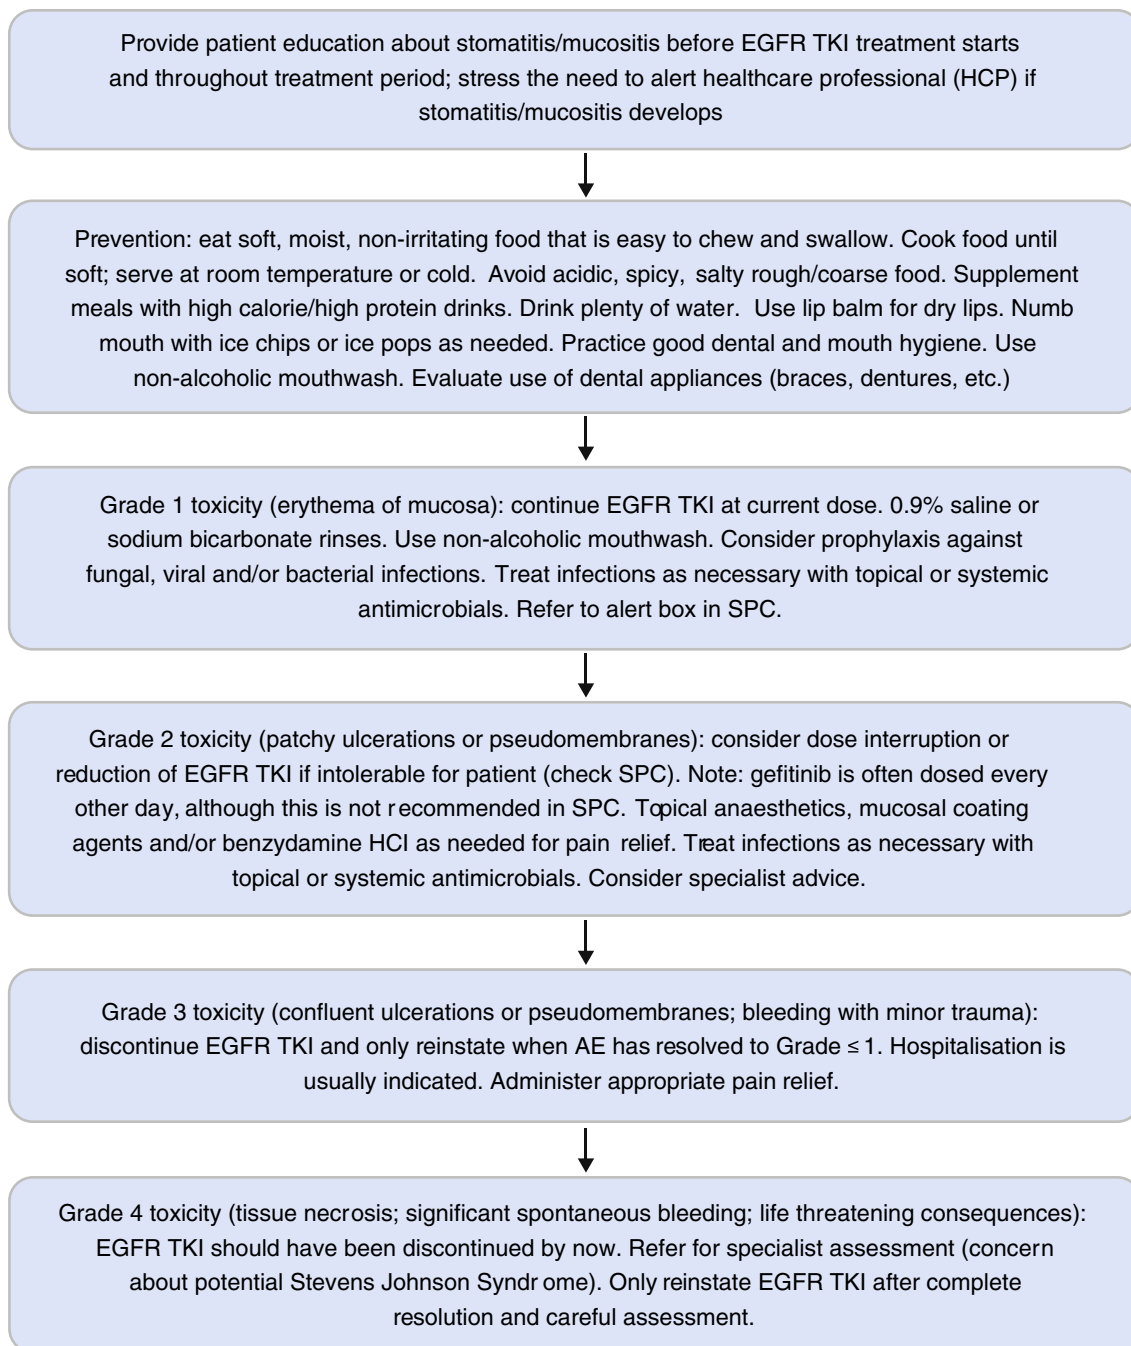 Provide patient education about stomatitis/mucositis before EGFR TKI treatment starts
and throughout treatment period; stress the need to alert healthcare professional (HCP) if
stomatitis/mucositis develops
Prevention: eat soft, moist, non-irritating food that is easy to chew and swallow. Cook food until
soft; serve at room temperature or cold. Avoid acidic, spicy, salty rough/coarse food. Supplement
meals with high calorie/high protein drinks. Drink plenty of water. Use lip balm for dry lips. Numb
mouth with ice chips or ice pops as needed. Practice good dental and mouth hygiene. Use
non-alcoholic mouthwash. Evaluate use of dental appliances (braces, dentures, etc.)
Grade 1 toxicity (erythema of mucosa): continue EGFR TKI at current dose. 0.9% saline or
sodium bicarbonate rinses. Use non-alcoholic mouthwash. Consider prophylaxis against
fungal, viral and/or bacterial infections. Treat infections as necessary with topical or systemic
antimicrobials. Refer to alert box in SPC.
Grade 2 toxicity (patchy ulcerations or pseudomembranes): consider dose interruption or
reduction of EGFR TKI if intolerable for patient (check SPC). Note: gefitinib is often dosed every
other day, although this is not recommended in SPC. Topical anaesthetics, mucosal coating
agents and/or benzydamine HCI as needed for pain relief. Treat infections as necessary with
topical or systemic antimicrobials. Consider specialist advice.
Grade 3 toxicity (confluent ulcerations or pseudomembranes; bleeding with minor trauma):
discontinue EGFR TKI and only reinstate when AE has resolved to Grade ≤ 1. Hospitalisation is
usually indicated. Administer appropriate pain relief.
Grade 4 toxicity (tissue necrosis; significant spontaneous bleeding; life threatening consequences):
EGFR TKI should have been discontinued by now. Refer for specialist assessment (concern
about potential Stevens Johnson Syndrome). Only reinstate EGFR TKI after complete
resolution and careful assessment.